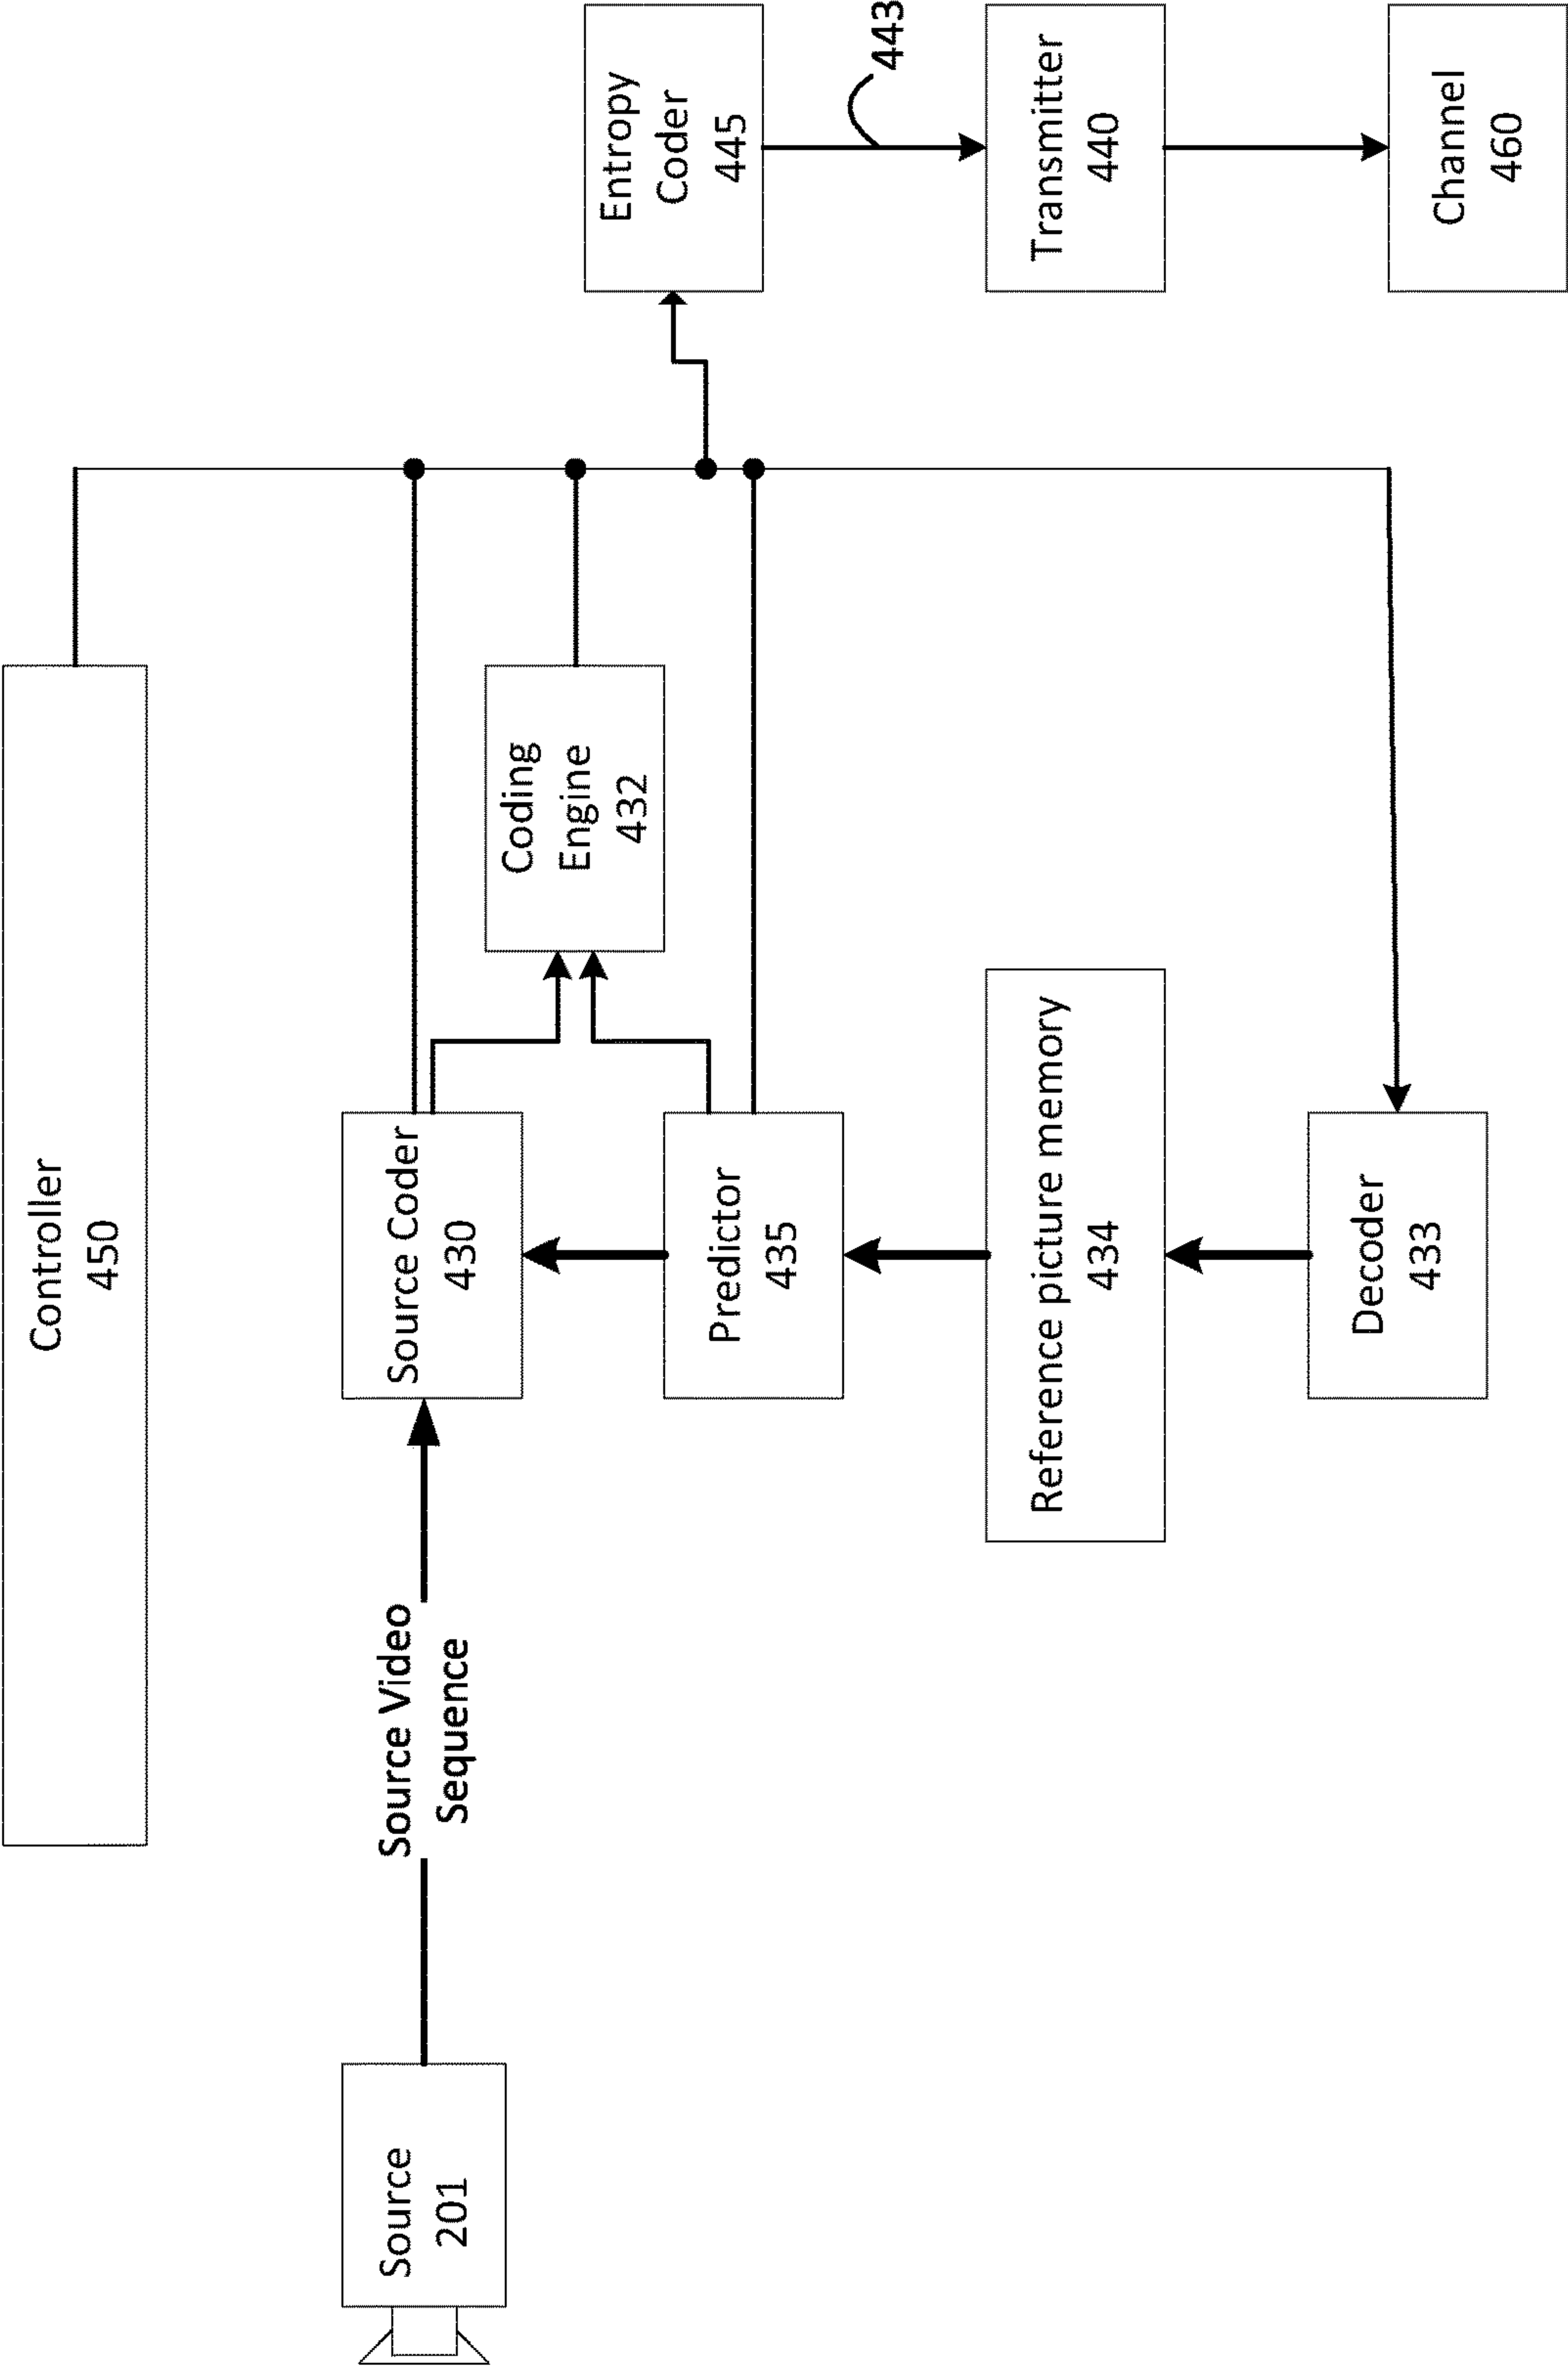 Controller
450
Source
201
Source Video
Sequence
Source Coder
430
Coding
Engine
432
Predictor
435
Reference picture memory
434
Decoder
433
Entropy
Coder
445
443
Transmitter
440
Channel
460